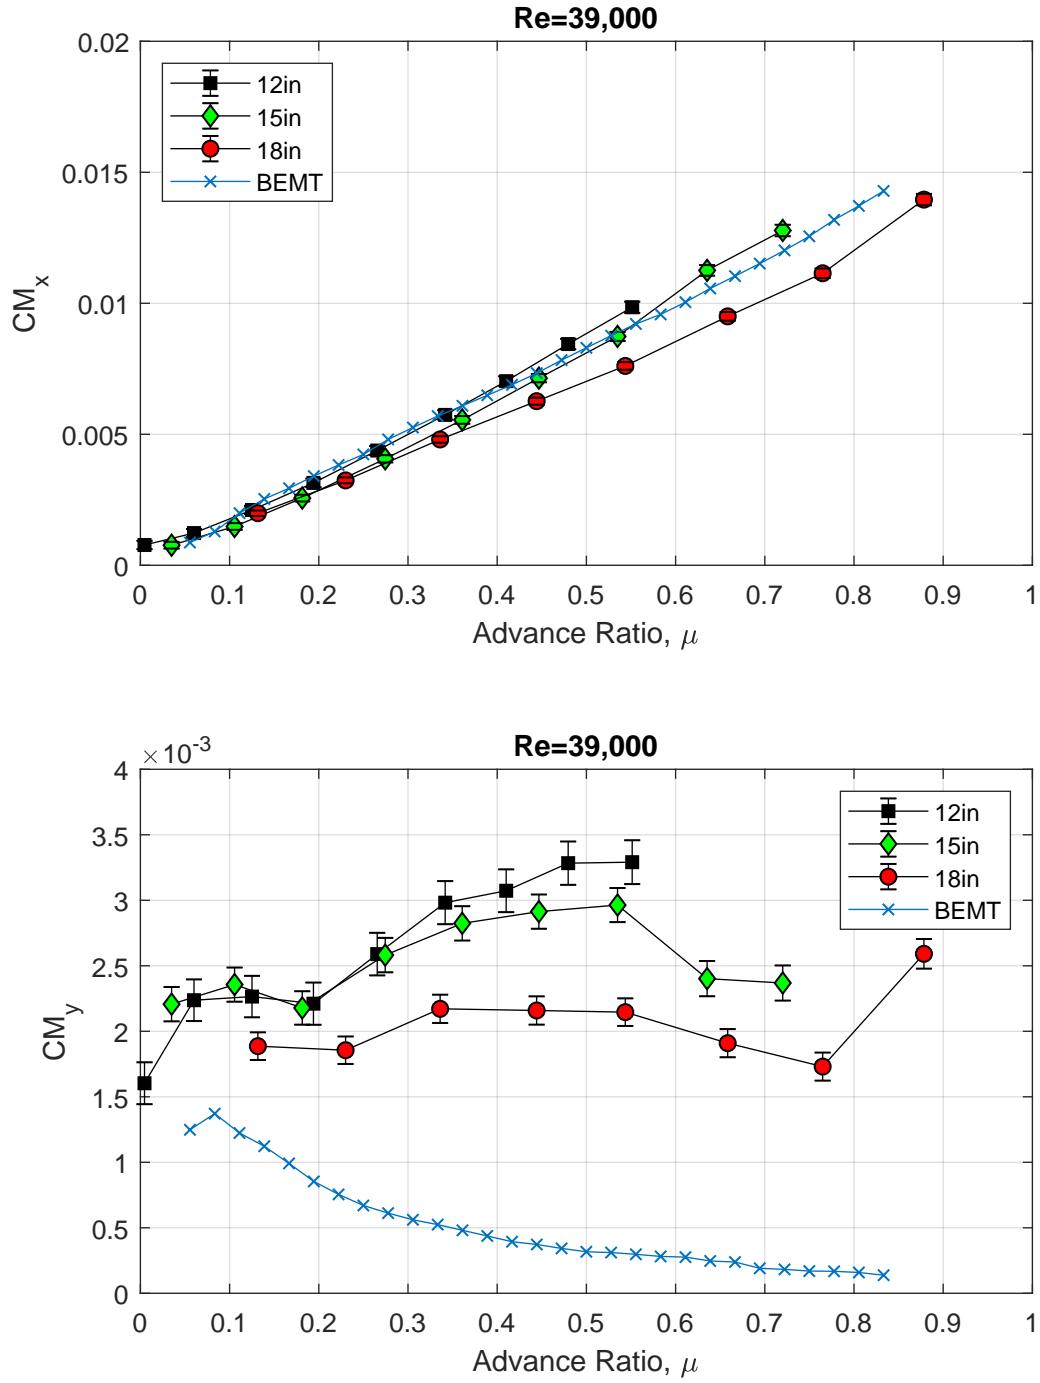 Re=39,000
0.02
0.015
0.01
0.005
0
CM_x
12in
15in
18in
BEMT
0 0.1 0.2 0.3 0.4 0.5 0.6 0.7 0.8 0.9 1
Advance Ratio, μ
Re=39,000
×10^-3
4
3.5
3
2.5
2
1.5
1
0.5
0
CM_y
12in
15in
18in
BEMT
0 0.1 0.2 0.3 0.4 0.5 0.6 0.7 0.8 0.9 1
Advance Ratio, μ